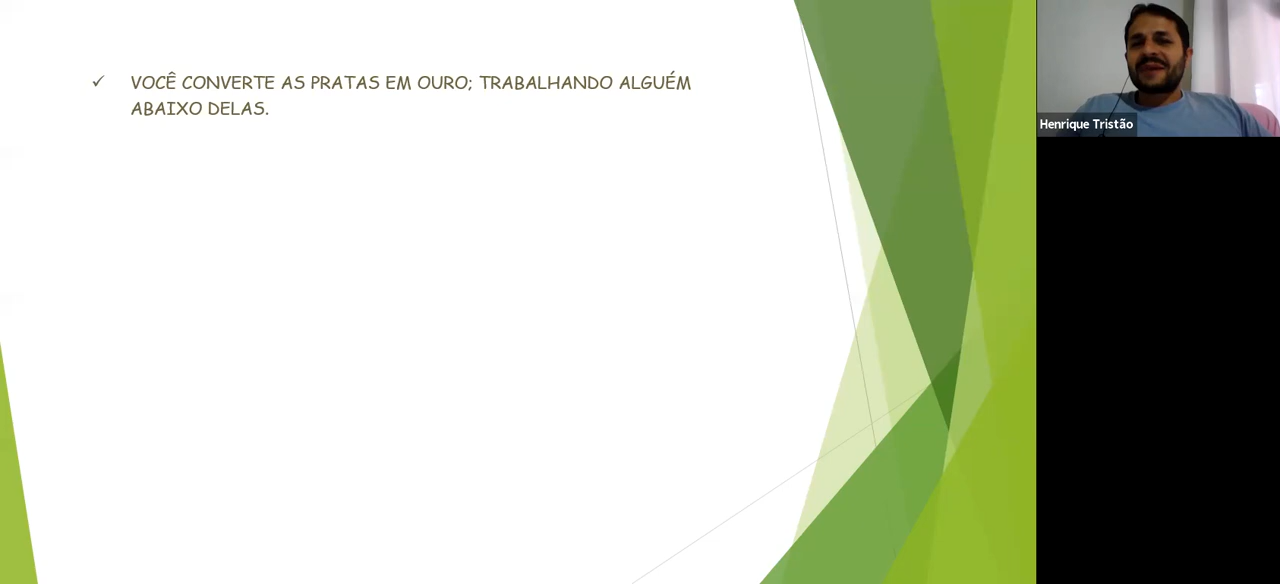 ✓ VOCÊ CONVERTE AS PRATAS EM OURO; TRABALHANDO ALGUÉM
ABAIXO DELAS.
Henrique Tristão